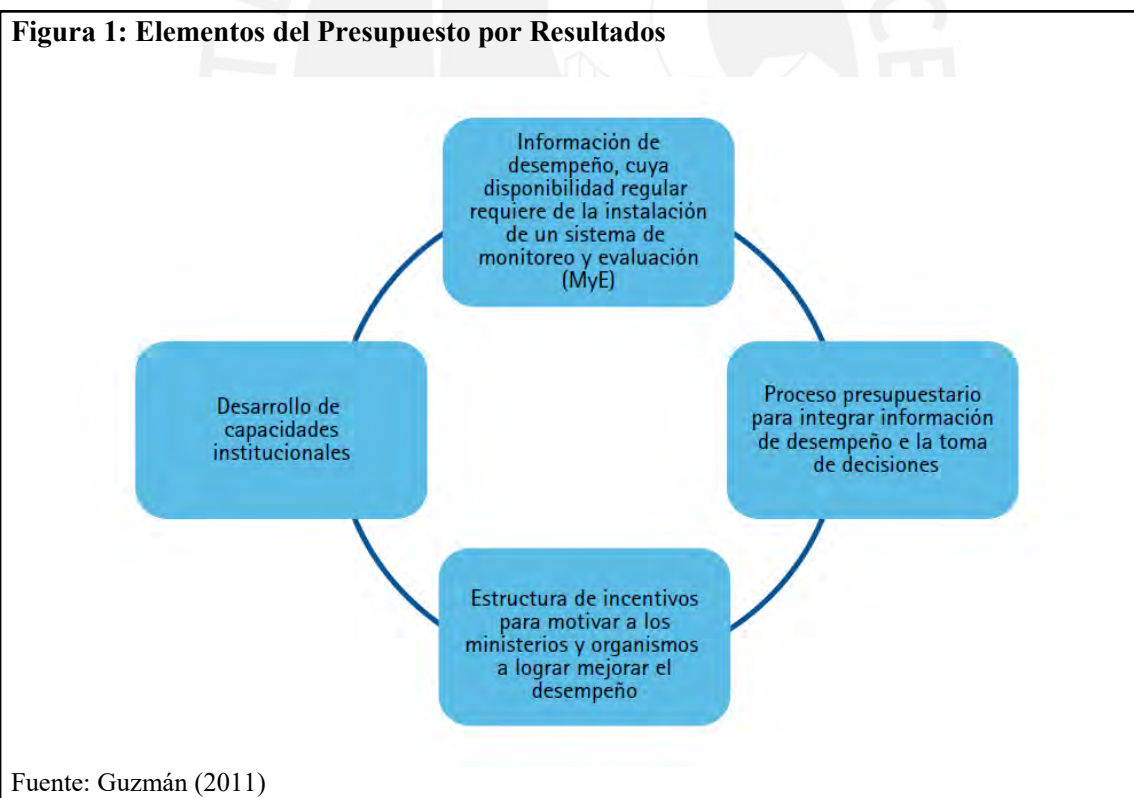 Figura 1: Elementos del Presupuesto por Resultados
Información de
desempeño, cuya
disponibilidad regular
requiere de la instalación
de un sistema de
monitoreo y evaluación
(MyE)
Desarrollo de
capacidades
institucionales
Proceso presupuestario
para integrar información
de desempeño e la toma
de decisiones
Estructura de incentivos
para motivar a los
ministerios y organismos
a lograr mejorar el
desempeño
Fuente: Guzmán (2011)